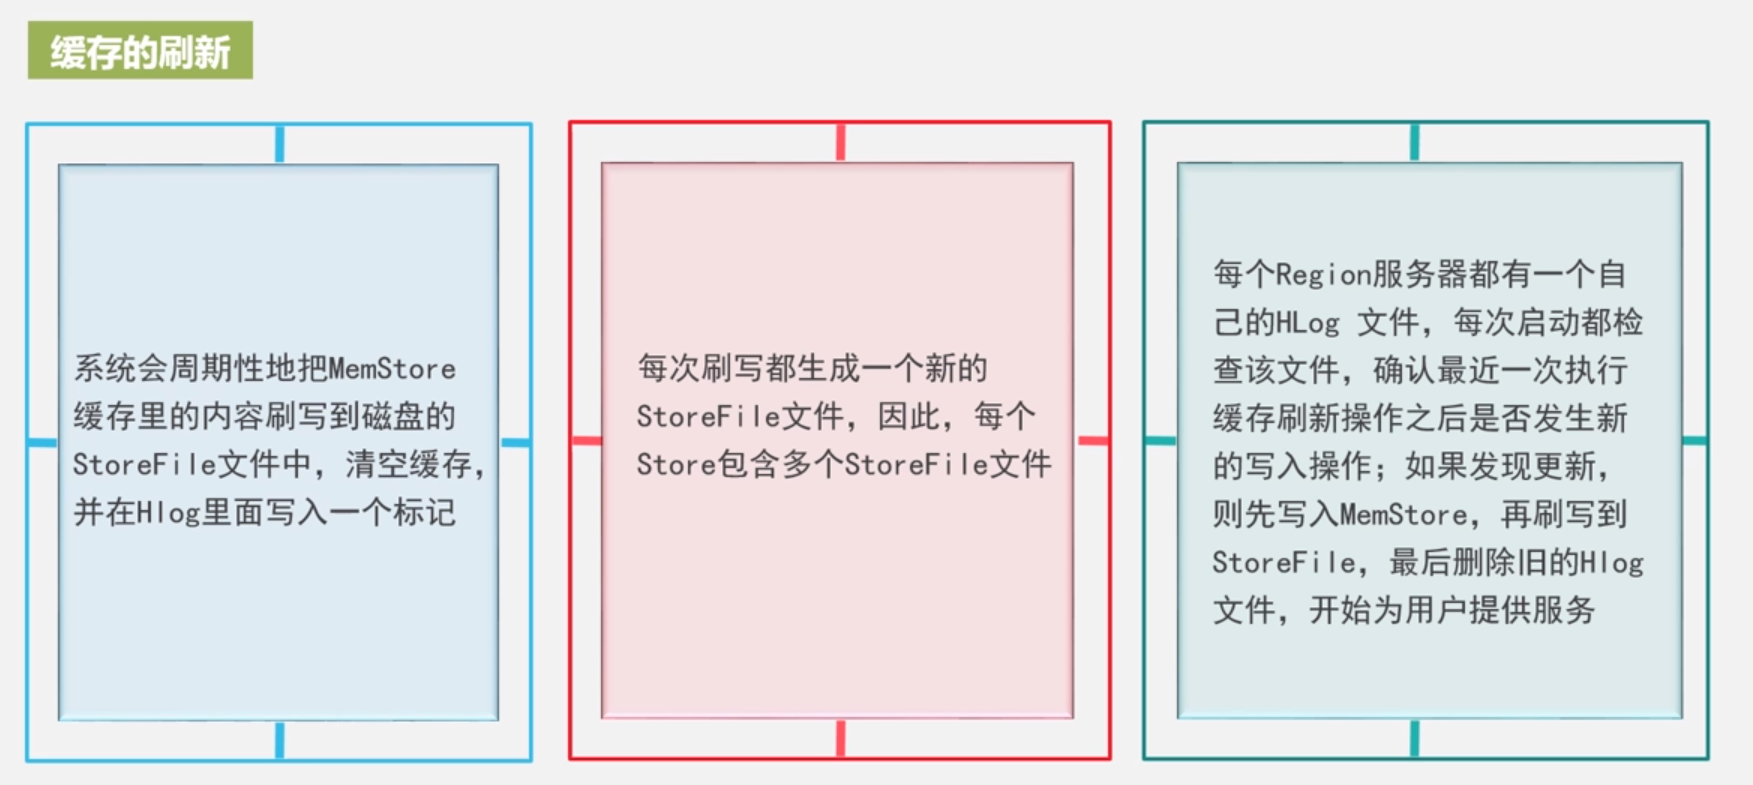 缓存的刷新
系统会周期性地把MemStore
缓存里的内容刷写到磁盘的
StoreFile文件中，清空缓存，
并在Hlog里面写入一个标记
每次刷写都生成一个新的
StoreFile文件，因此，每个
Store包含多个StoreFile文件
每个Region服务器都有一个自
己的HLog 文件，每次启动都检
查该文件，确认最近一次执行
缓存刷新操作之后是否发生新
的写入操作；如果发现更新，
则先写入MemStore，再刷写到
StoreFile，最后删除旧的Hlog
文件，开始为用户提供服务